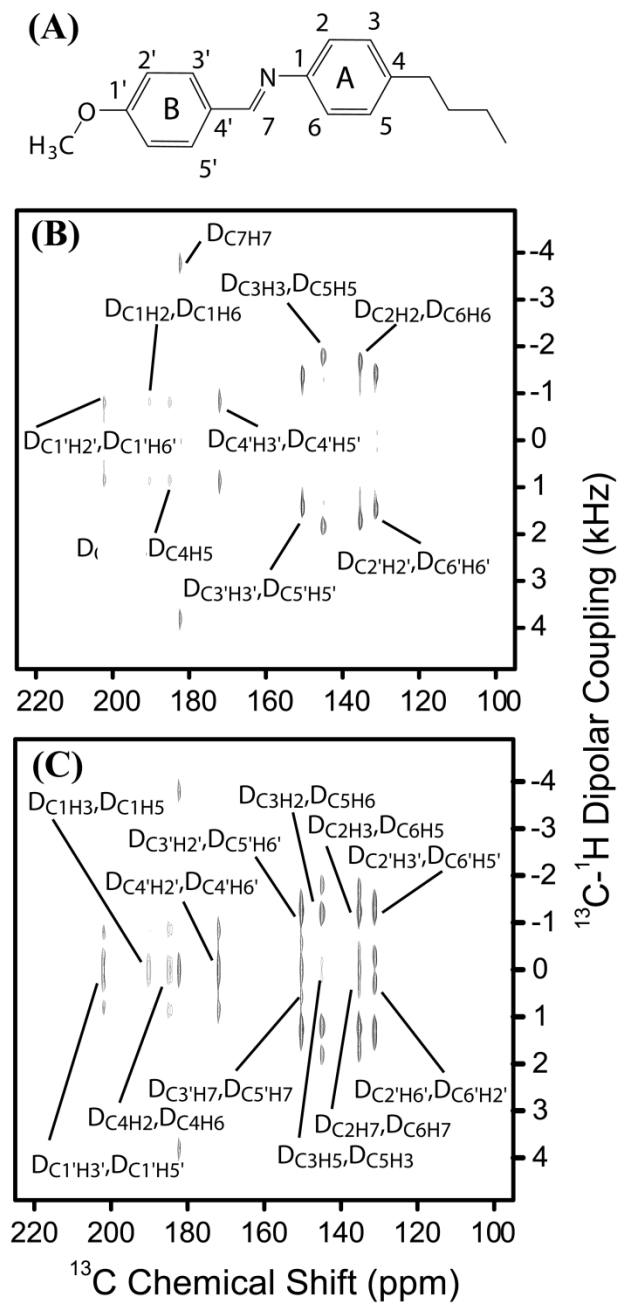 (A)
2 3
2' 3' 1 A 4
N
1' B 4' 7 6 5
O
H3C 5'
(B)
DC7H7
DC3H3,DC5H5
DC1H2,DC1H6 DC2H2,DC6H6
DC1'H2',DC1'H6' DC4'H3',DC4'H5'
DC4H5
DC3'H3',DC5'H5' DC2'H2',DC6'H6'
-4
-3
-2
-1
0
1
2
3
4
220 200 180 160 140 120 100
(C)
DC1H3,DC1H5 DC3H2,DC5H6
DC3'H2',DC5'H6' DC2H3,DC6H5
DC4'H2',DC4'H6' DC2'H3',DC6'H5'
DC3'H7,DC5'H7 DC2'H6',DC6'H2'
DC4H2,DC4H6 DC2H7,DC6H7
DC1'H3',DC1'H5' DC3H5,DC5H3
-4
-3
-2
-1
0
1
2
3
4
220 200 180 160 140 120 100
13C Chemical Shift (ppm)
13C-1H Dipolar Coupling (kHz)